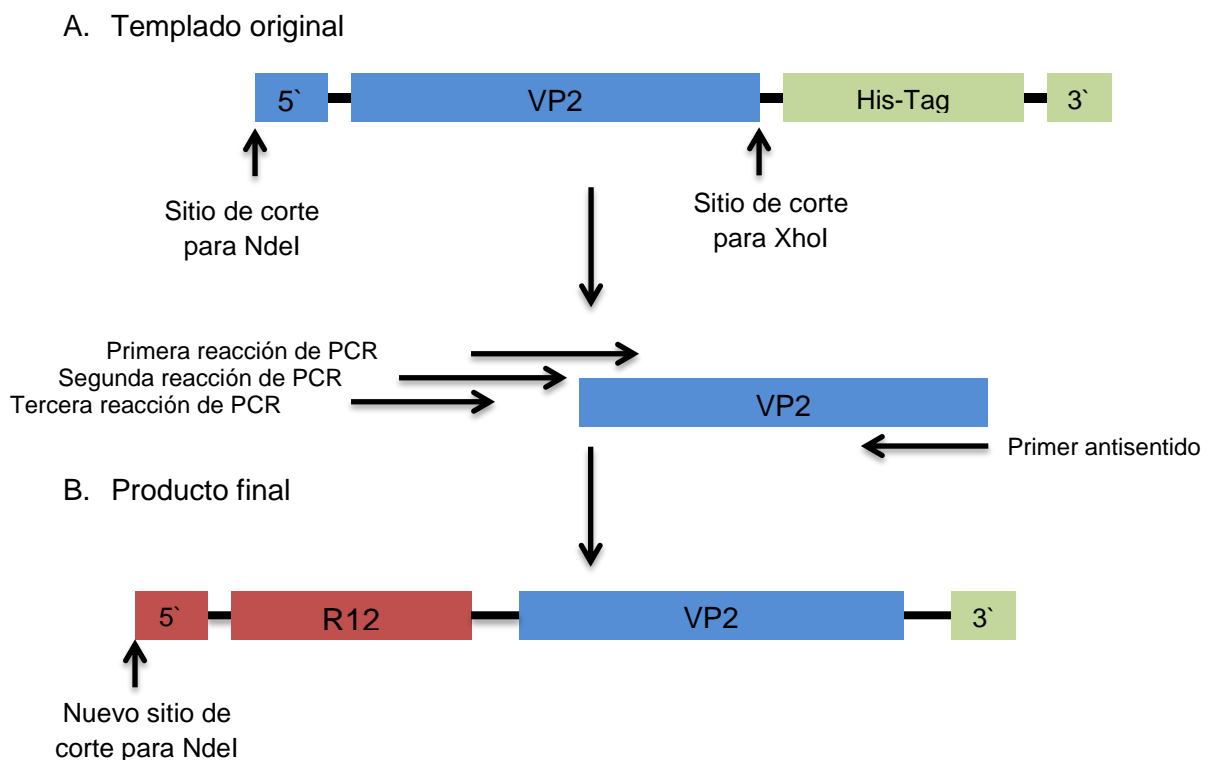 A. Templado original
5` VP2 His-Tag 3`
Sitio de corte
para NdeI
Sitio de corte
para XhoI
Primera reacción de PCR
Segunda reacción de PCR
Tercera reacción de PCR
VP2
Primer antisentido
B. Producto final
5` R12 VP2 3`
Nuevo sitio de
corte para NdeI